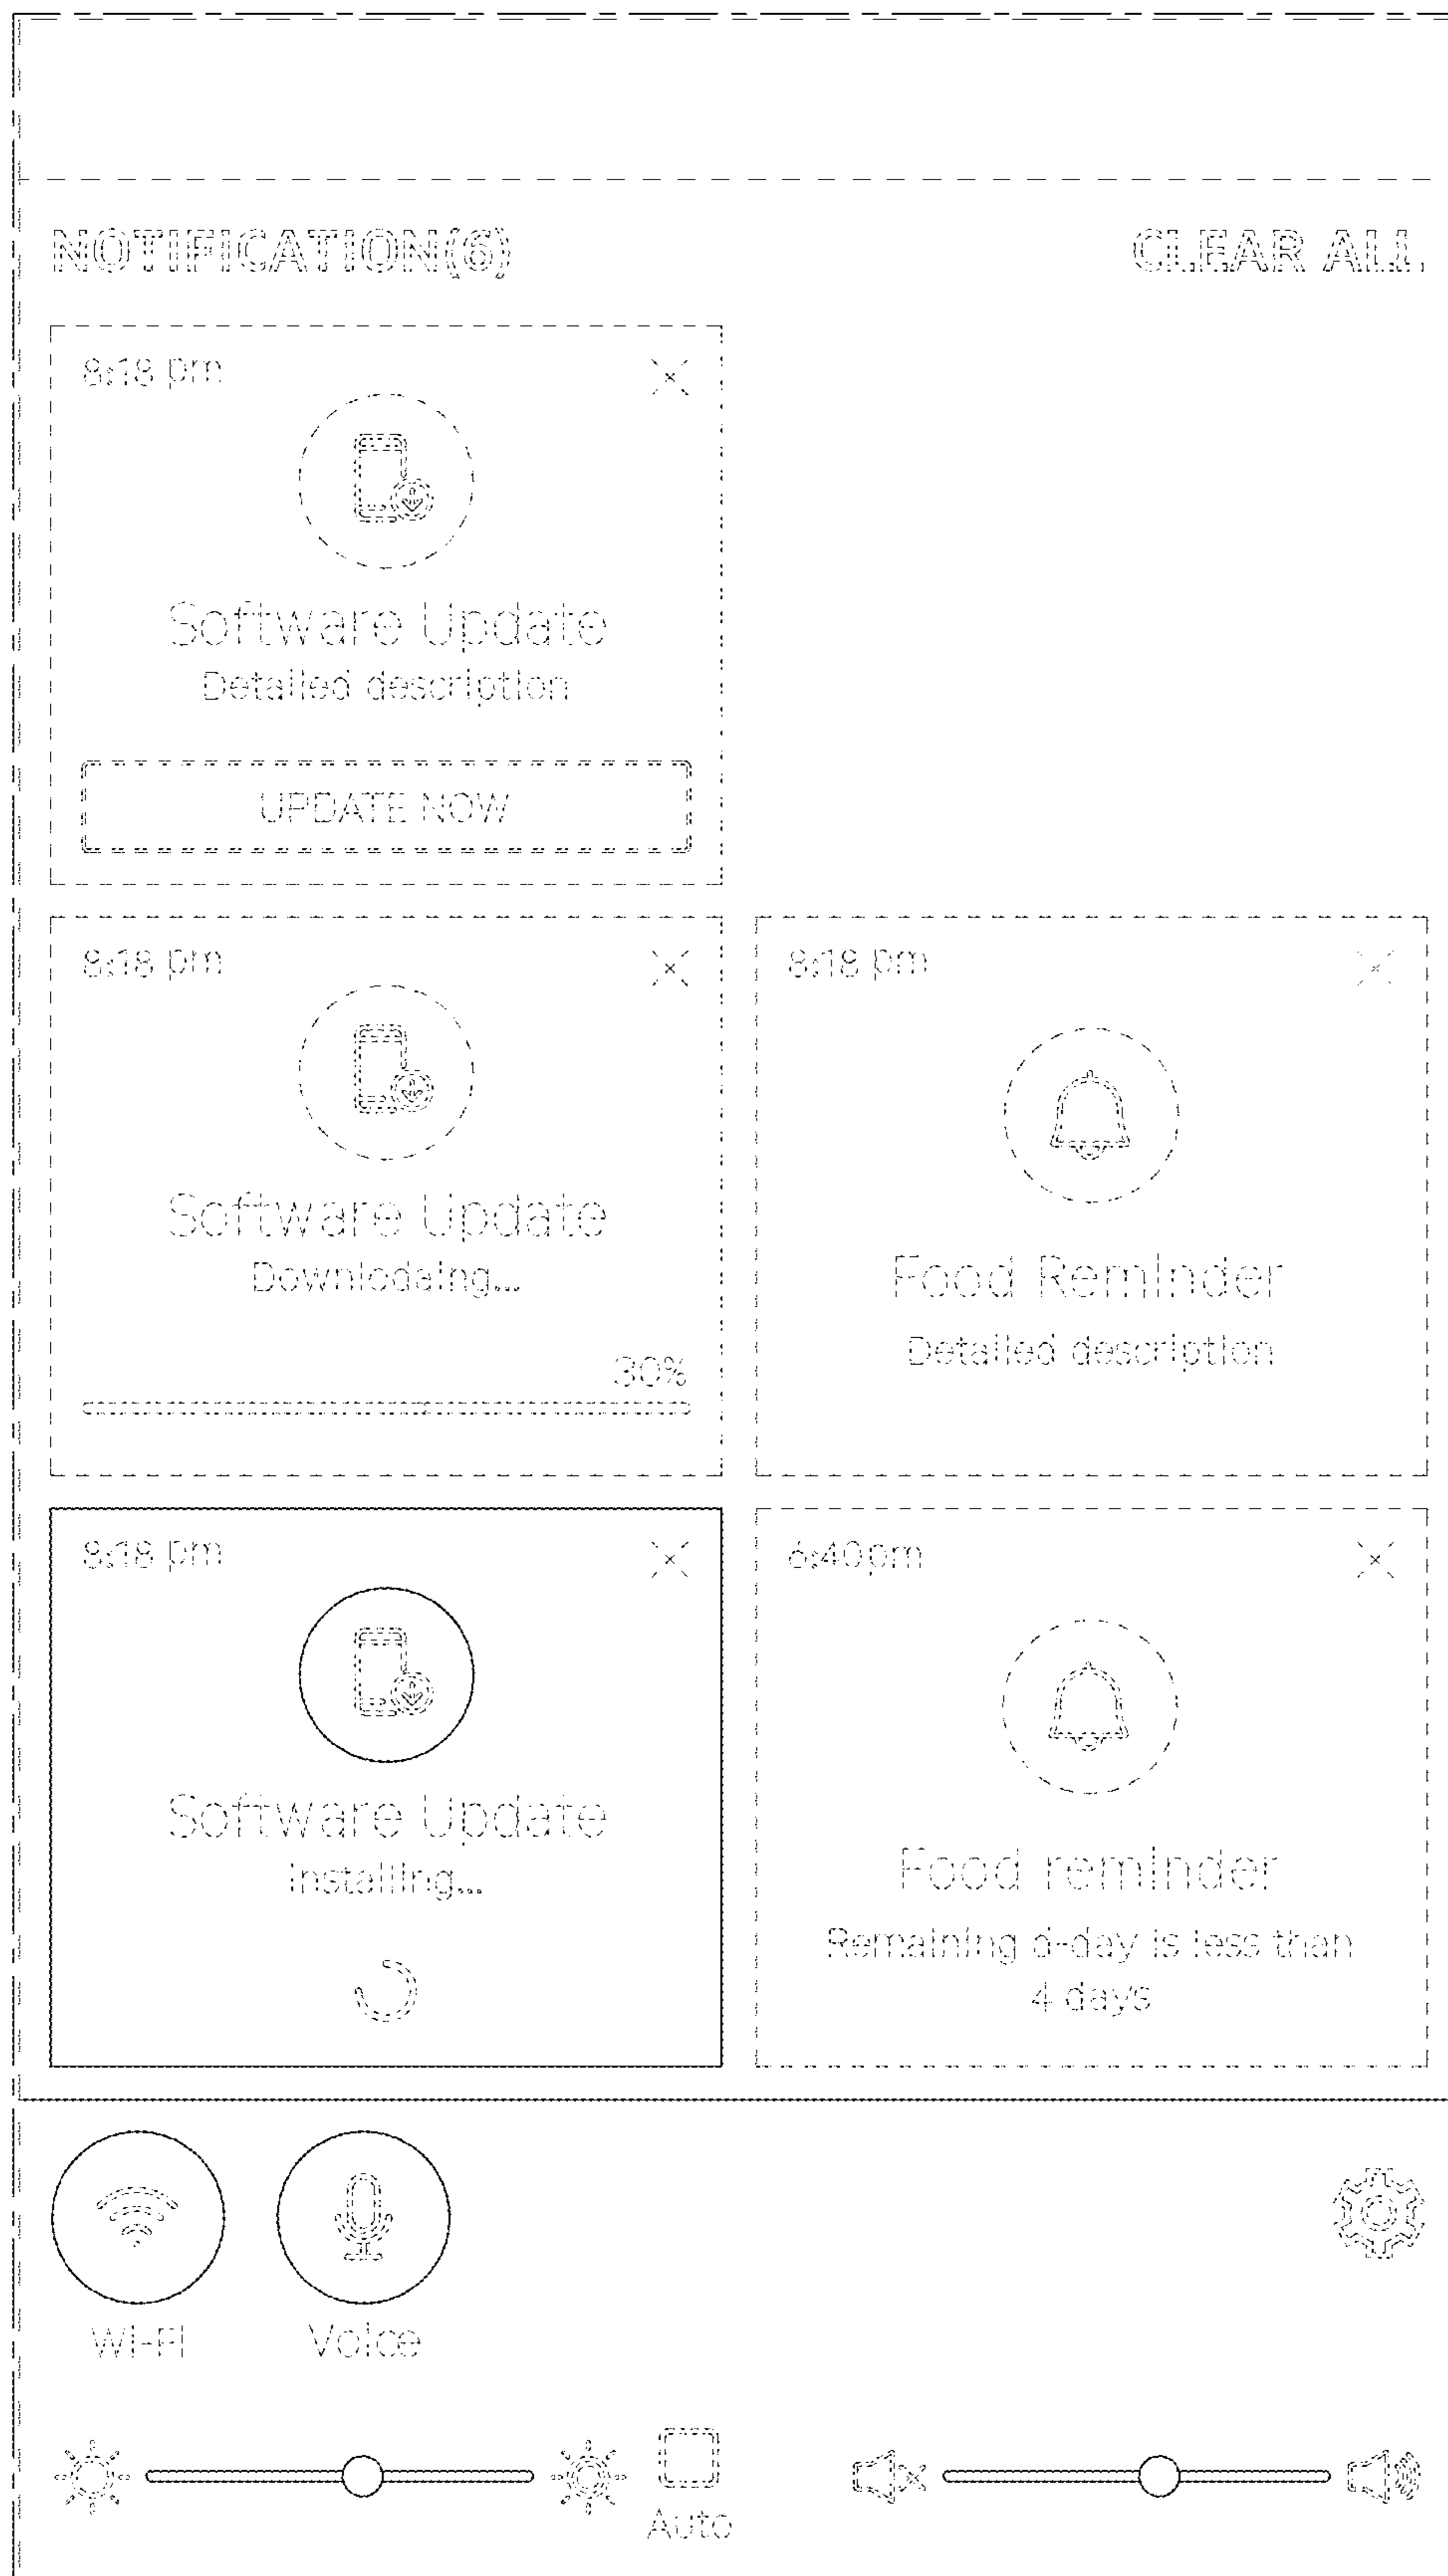 NOTIFICATION(6)
CLEAR ALL
8:18 pm
Software Update
Detailed description
UPDATE NOW
8:18 pm
Software Update
Downlodaing...
30%
8:18 pm
Food Reminder
Detailed description
8:18 pm
Software Update
installing...
6:40pm
Food reminder
Remaining d-day is less than
4 days
Wi-Fi
Voice
Auto